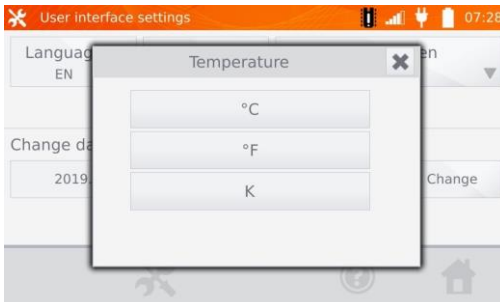 User interface settings 07:28
Temperature
Languag en
EN
°C
Change da °F
2019. K Change